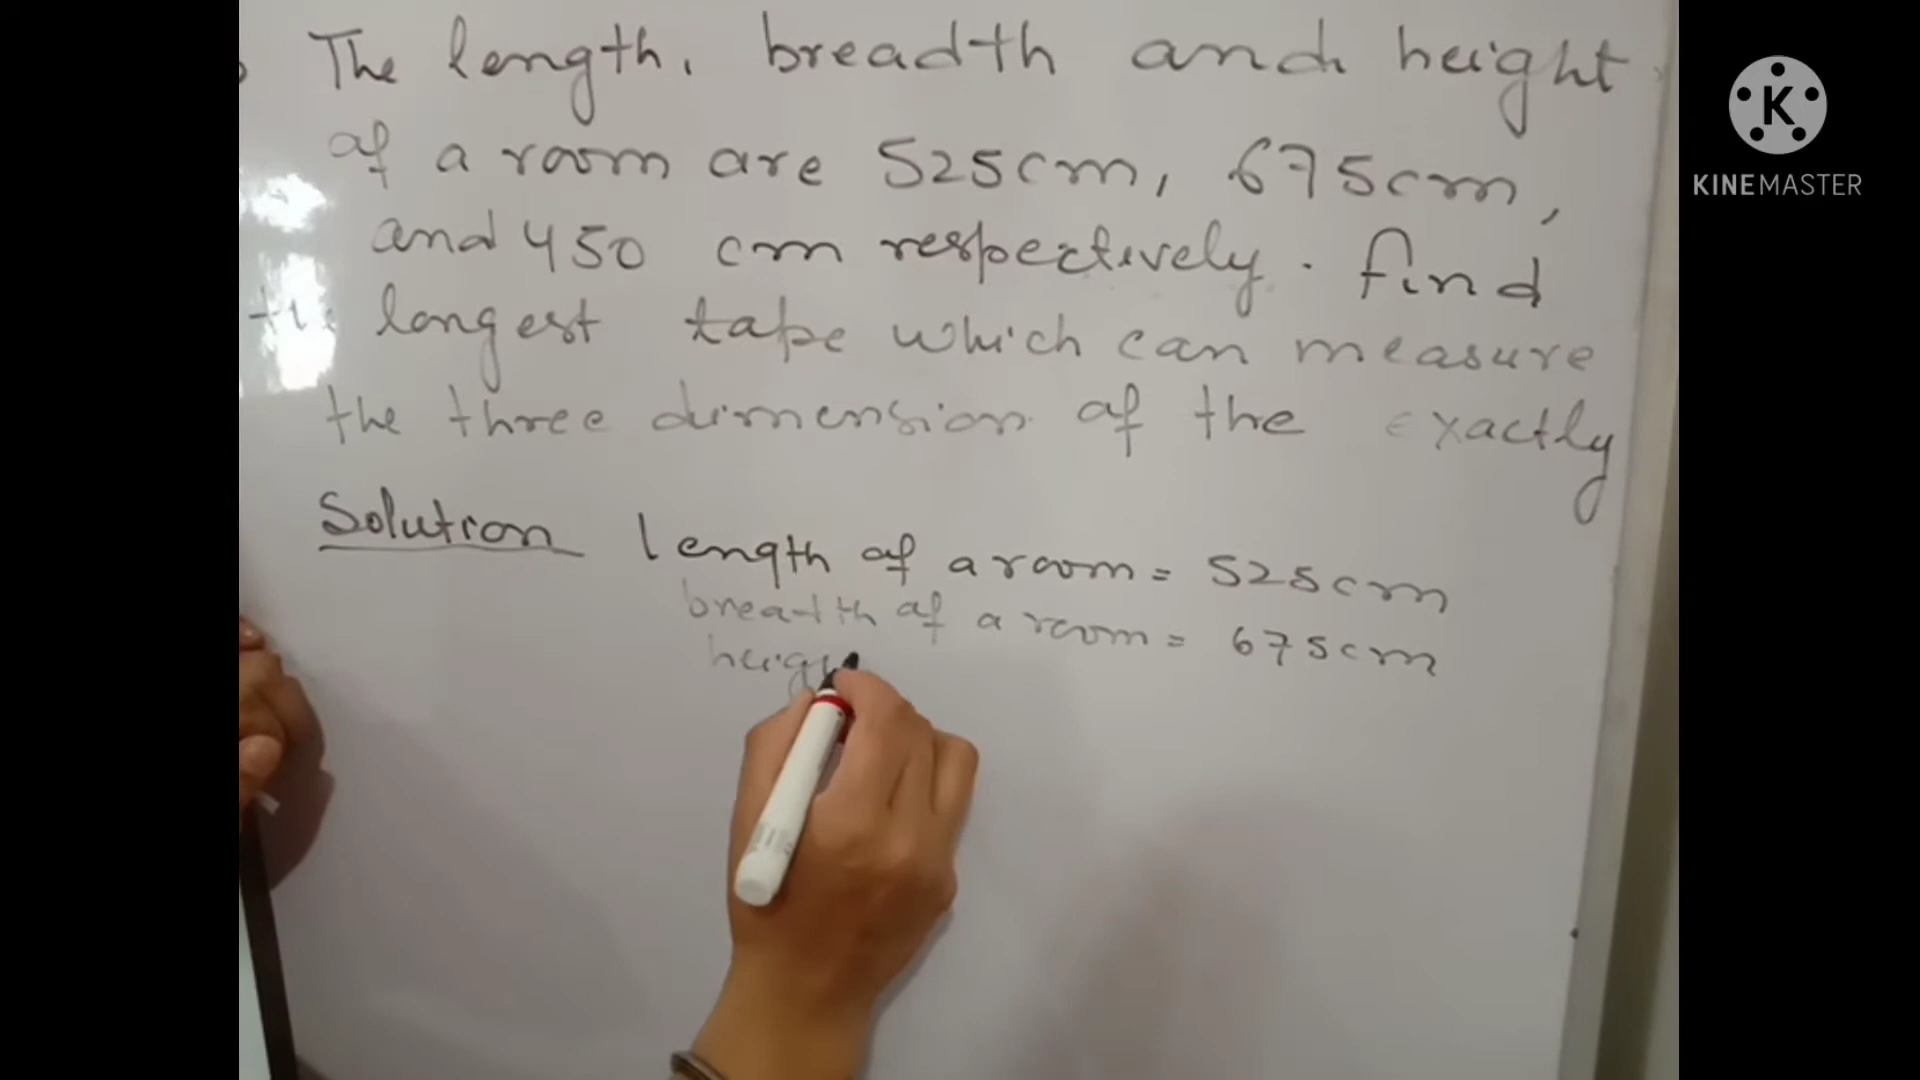 The length, breadth and height
of a room are 525cm, 675cm,
and 450 cm respectively. find
longest tape which can measure
the three dimension of the exactly
Solution length of a room = 525cm
breadth of a room = 675cm
heig
K
KINEMASTER